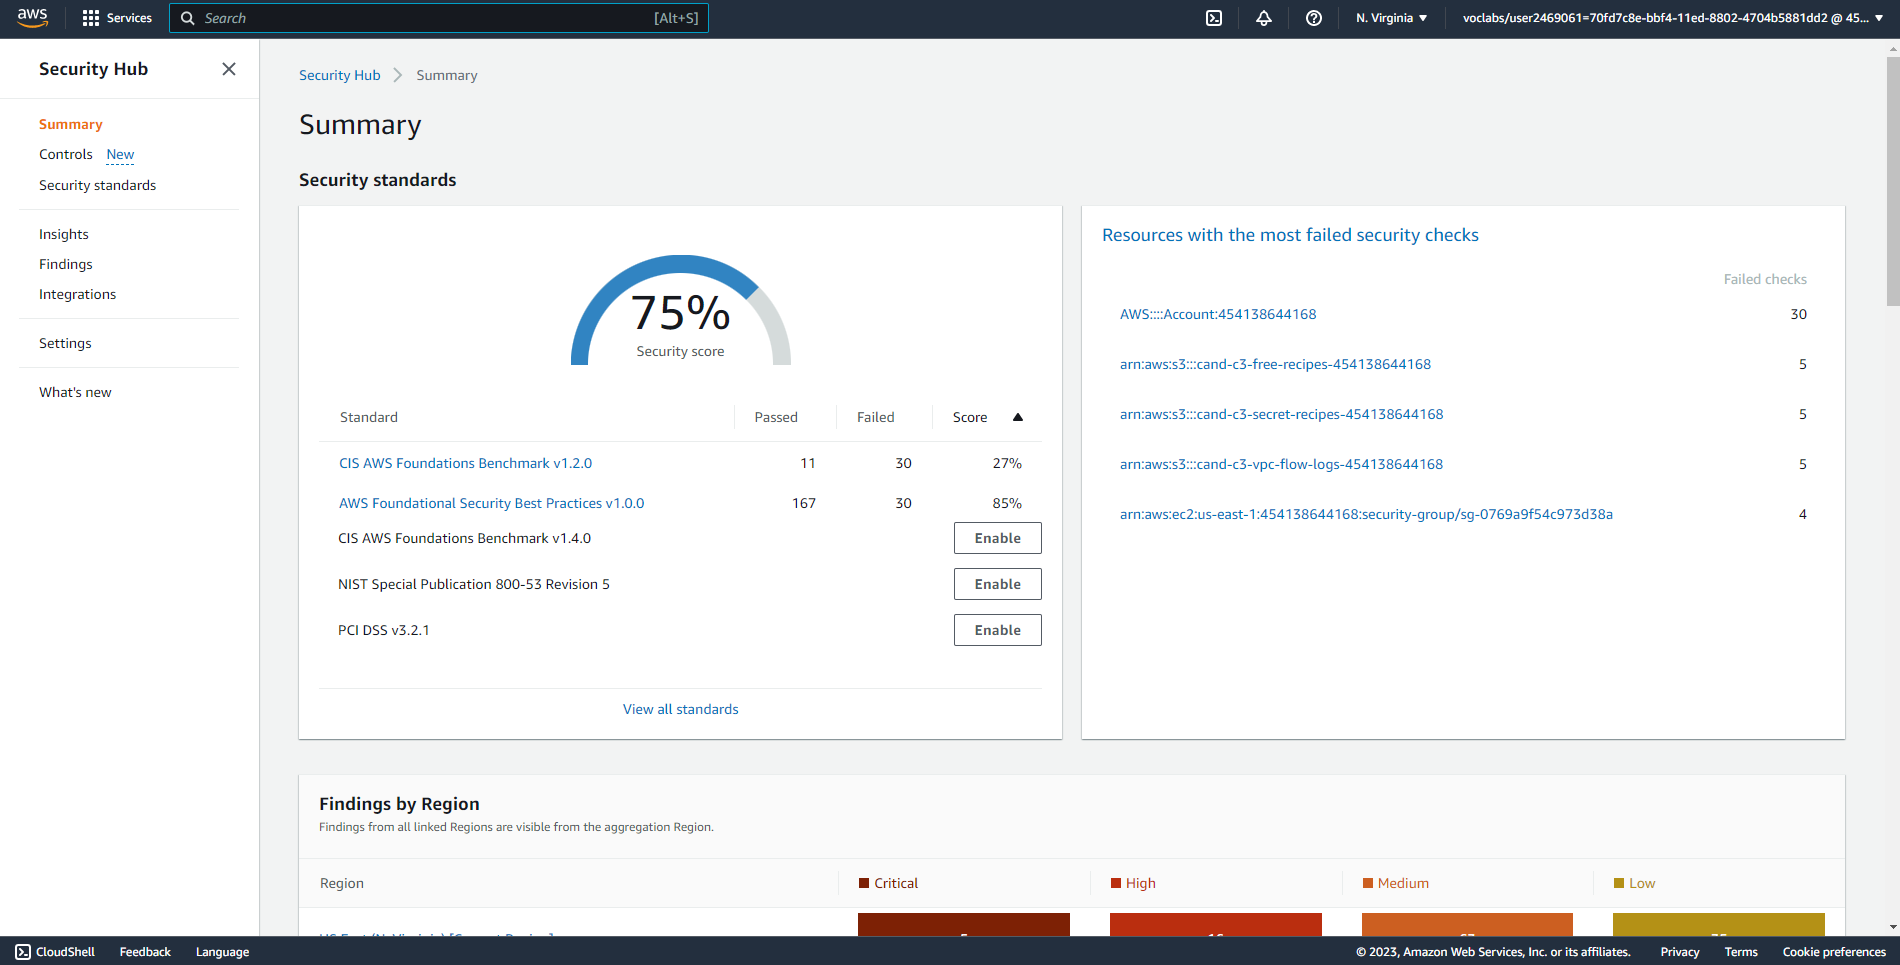 aws
Services
Search
[Alt+S]
N. Virginia
voclabs/user2469061=70fd7c8e-bbf4-11ed-8802-4704b5881dd2 @ 45...
Security Hub
Summary
Controls New
Security standards
Insights
Findings
Integrations
Settings
What's new
Security Hub
Summary
Summary
Security standards
75%
Security score
Standard Passed Failed Score
CIS AWS Foundations Benchmark v1.2.0 11 30 27%
AWS Foundational Security Best Practices v1.0.0 167 30 85%
CIS AWS Foundations Benchmark v1.4.0 Enable
NIST Special Publication 800-53 Revision 5 Enable
PCI DSS v3.2.1 Enable
View all standards
Resources with the most failed security checks
Failed checks
AWS::::Account:454138644168 30
arn:aws:s3:::cand-c3-free-recipes-454138644168 5
arn:aws:s3:::cand-c3-secret-recipes-454138644168 5
arn:aws:s3:::cand-c3-vpc-flow-logs-454138644168 5
arn:aws:ec2:us-east-1:454138644168:security-group/sg-0769a9f54c973d38a 4
Findings by Region
Findings from all linked Regions are visible from the aggregation Region.
Region Critical High Medium Low
CloudShell
Feedback
Language
© 2023, Amazon Web Services, Inc. or its affiliates.
Privacy
Terms
Cookie preferences